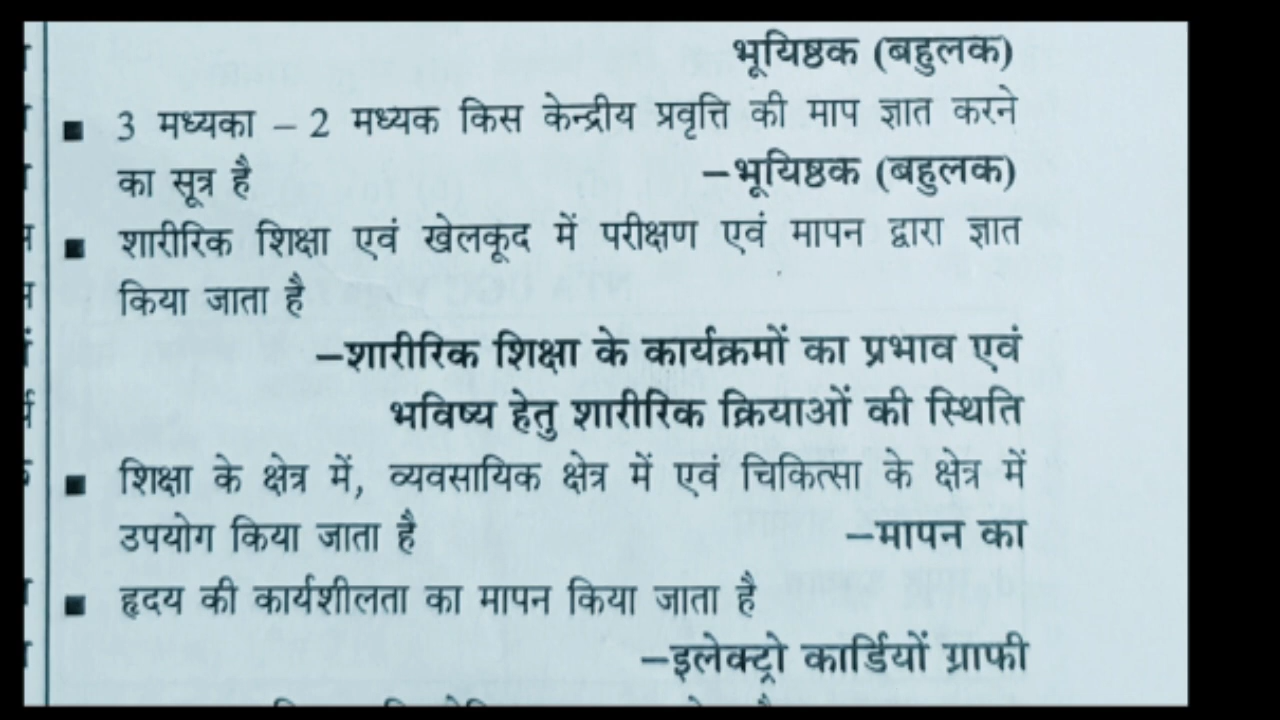 भूयिष्ठक (बहुलक)
■ 3 मध्यका – 2 मध्यक किस केन्द्रीय प्रवृत्ति की माप ज्ञात करने
का सूत्र है –भूयिष्ठक (बहुलक)
■ शारीरिक शिक्षा एवं खेलकूद में परीक्षण एवं मापन द्वारा ज्ञात
किया जाता है
–शारीरिक शिक्षा के कार्यक्रमों का प्रभाव एवं
भविष्य हेतु शारीरिक क्रियाओं की स्थिति
■ शिक्षा के क्षेत्र में, व्यवसायिक क्षेत्र में एवं चिकित्सा के क्षेत्र में
उपयोग किया जाता है –मापन का
■ हृदय की कार्यशीलता का मापन किया जाता है
–इलेक्ट्रो कार्डियों ग्राफी